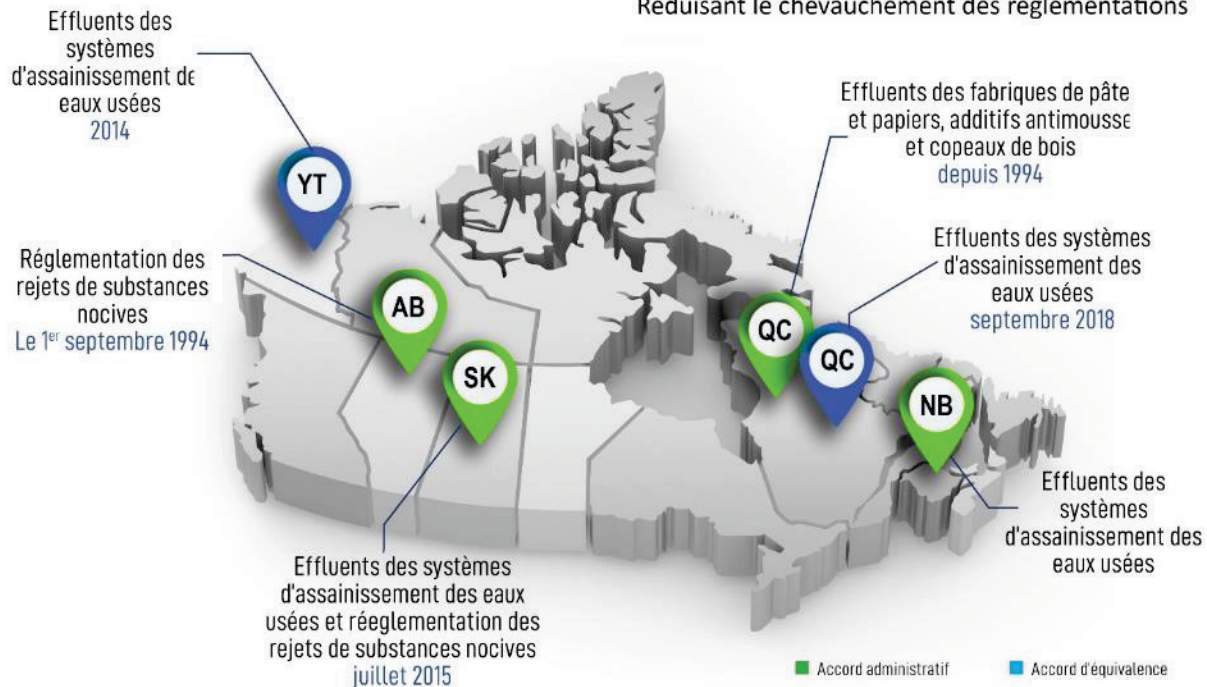 Réduisant le chevauchement des réglementations
Effluents des
systèmes
d'assainissement de
eaux usées
2014
Effluents des fabriques de pâte
et papiers, additifs antimousse
et copeaux de bois
depuis 1994
YT
Effluents des systèmes
d'assainissement des
eaux usées
septembre 2018
Réglementation des
rejets de substances
nocives
Le 1er septembre 1994
AB
SK
QC
QC
NB
Effluents des
systèmes
d'assainissement des
eaux usées
Effluents des systèmes
d'assainissement des eaux
usées et réeglementation des
rejets de substances nocives
juillet 2015
Accord administratif
Accord d'équivalence